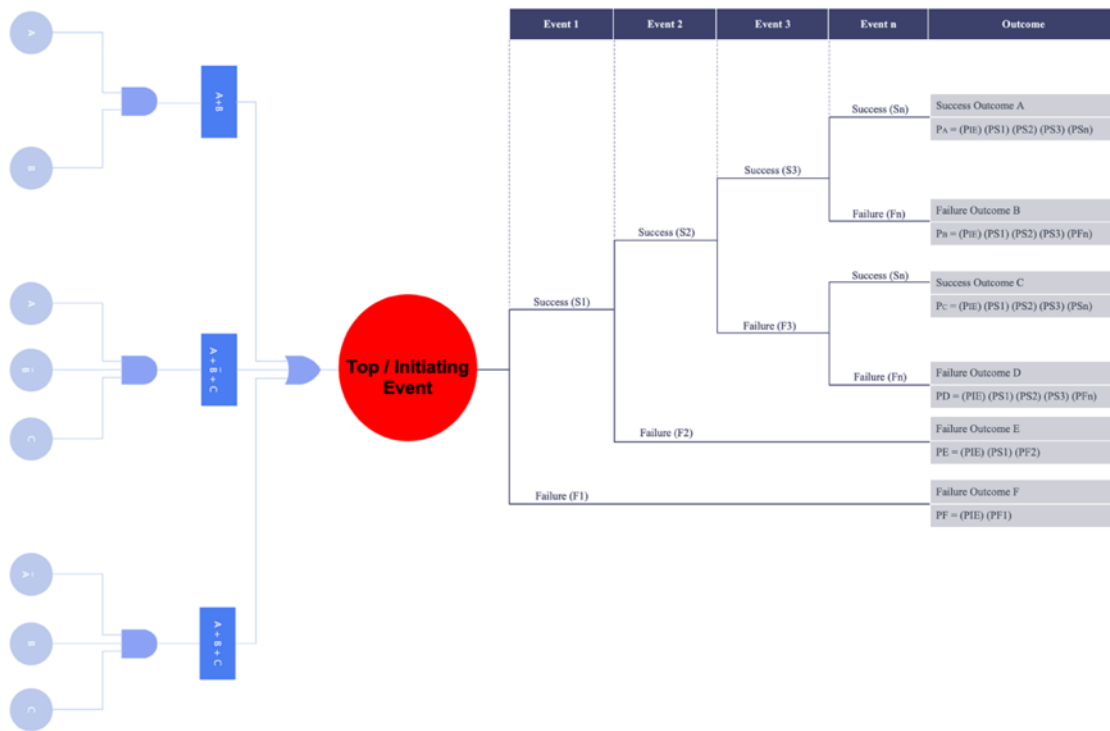 A
B
A+B
A
B̄
C
A + B̄ + C
Ā
B
C
A + B + C
Top / Initiating
Event
Event 1
Event 2
Event 3
Event n
Outcome
Success (S1)
Failure (F1)
Success (S2)
Failure (F2)
Success (S3)
Failure (F3)
Success (Sn)
Failure (Fn)
Success (Sn)
Failure (Fn)
Success Outcome A
PA = (PIE) (PS1) (PS2) (PS3) (PSn)
Failure Outcome B
PB = (PIE) (PS1) (PS2) (PS3) (PFn)
Success Outcome C
PC = (PIE) (PS1) (PS2) (PS3) (PSn)
Failure Outcome D
PD = (PIE) (PS1) (PS2) (PS3) (PFn)
Failure Outcome E
PE = (PIE) (PS1) (PF2)
Failure Outcome F
PF = (PIE) (PF1)